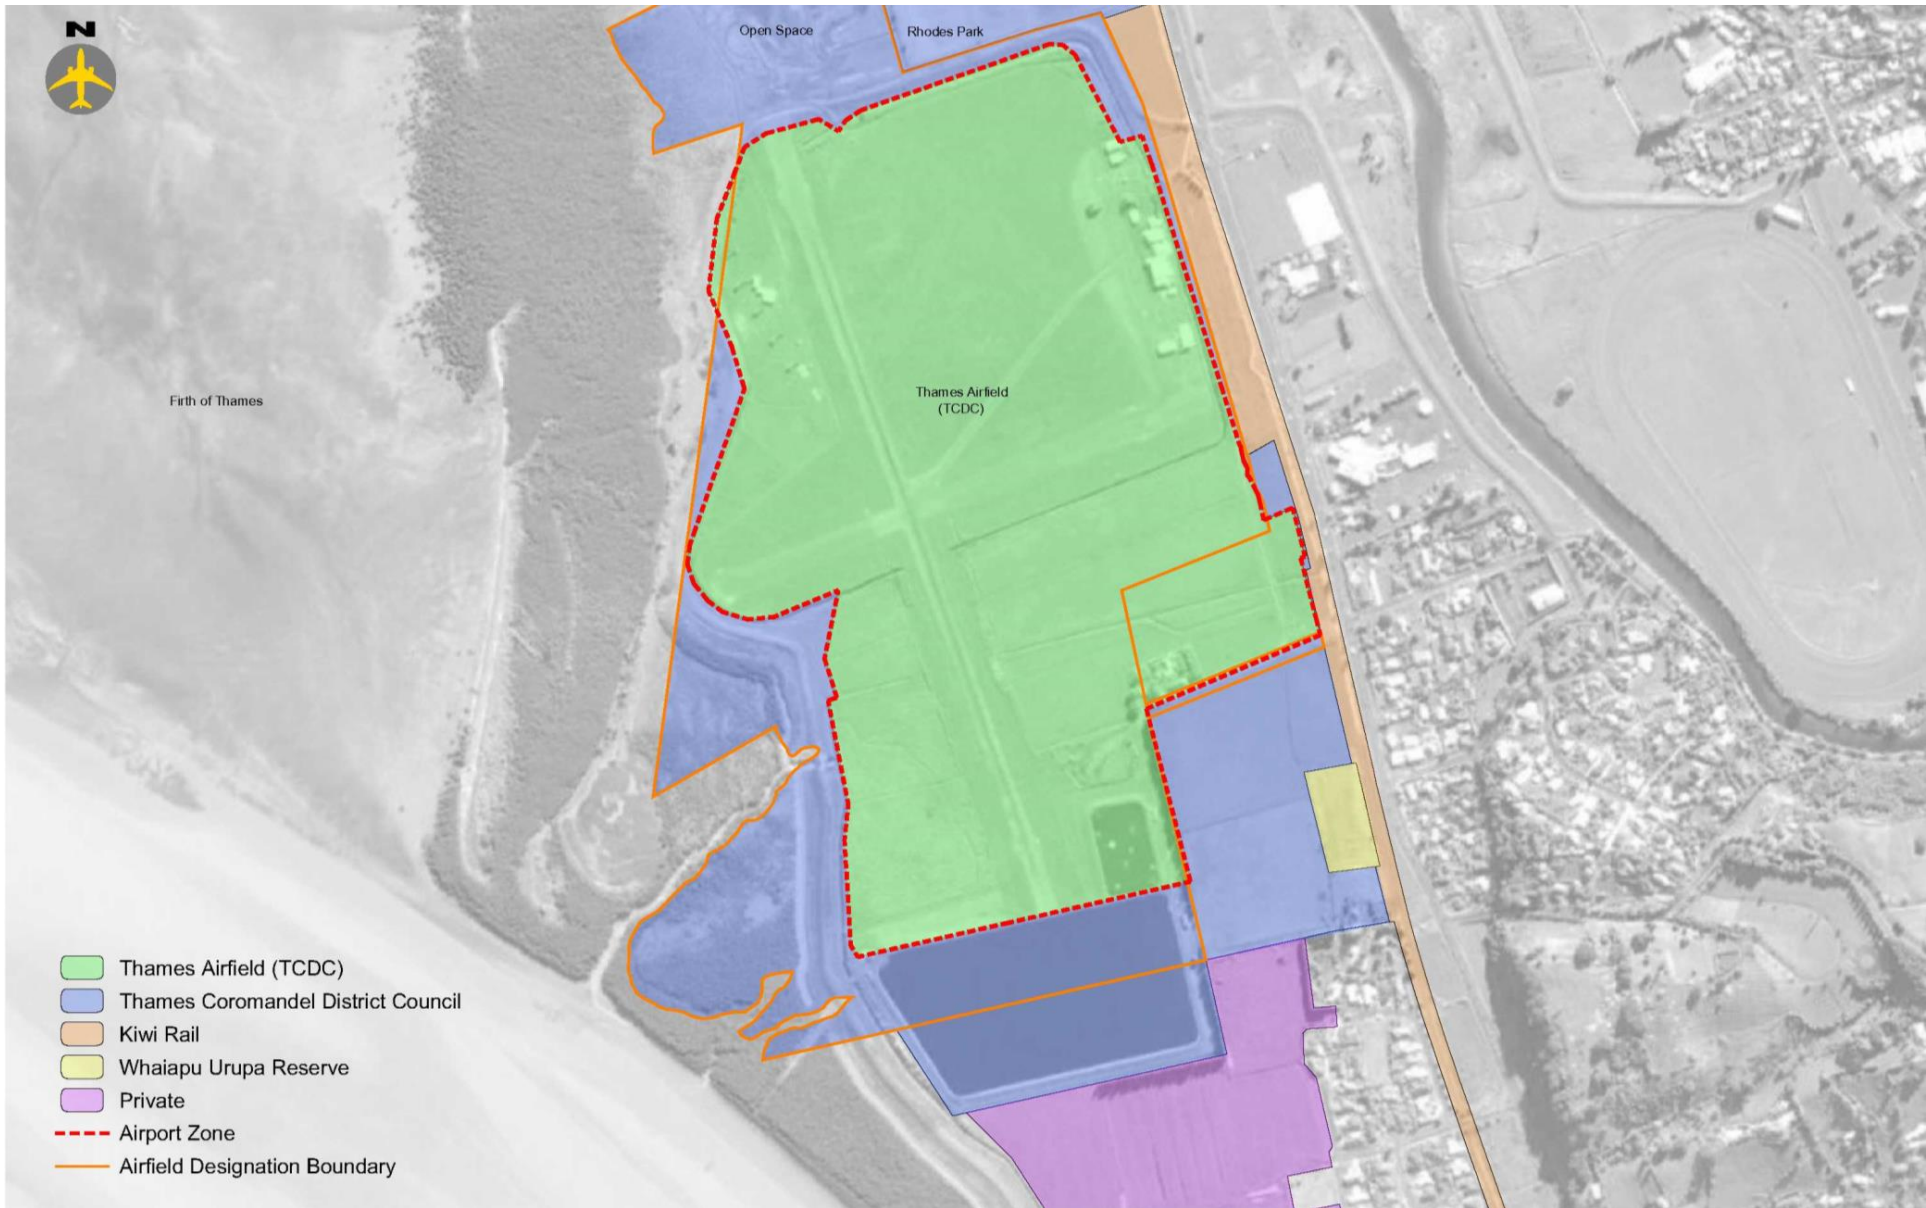 N
Open Space
Rhodes Park
Firth of Thames
Thames Airfield
(TCDC)
Thames Airfield (TCDC)
Thames Coromandel District Council
Kiwi Rail
Whaiapu Urupa Reserve
Private
Airport Zone
Airfield Designation Boundary